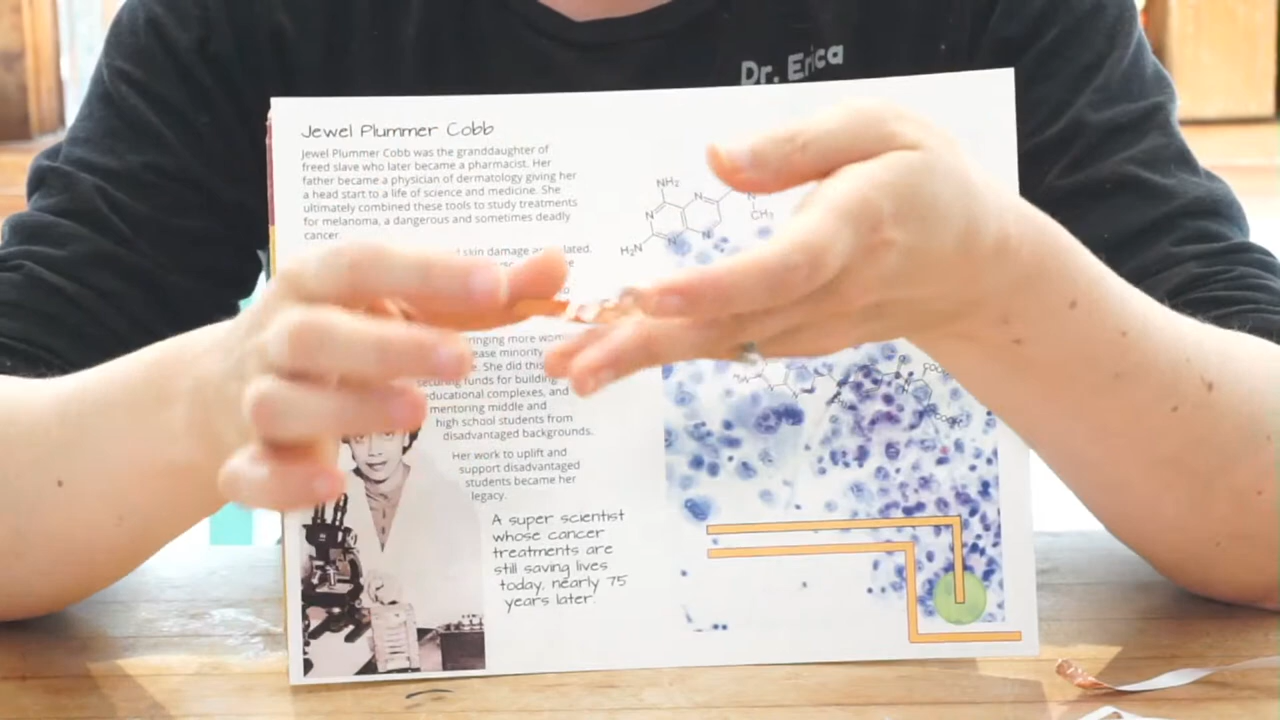 Dr. Erica
Jewel Plummer Cobb
Jewel Plummer Cobb was the granddaughter of
freed slave who later became a pharmacist. Her
father became a physician of dermatology giving her
a head start to a life of science and medicine. She
ultimately combined these tools to study treatments
for melanoma, a dangerous and sometimes deadly
cancer.
skin damage
more
minority
She did this
securing funds for building
educational complexes, and
mentoring middle and
high school students from
disadvantaged backgrounds.
Her work to uplift and
support disadvantaged
students became her
legacy.
A super scientist
whose cancer
treatments are
still saving lives
today, nearly 75
years later.
NH₂
N
N
N
CH₃
H₂N
N
N